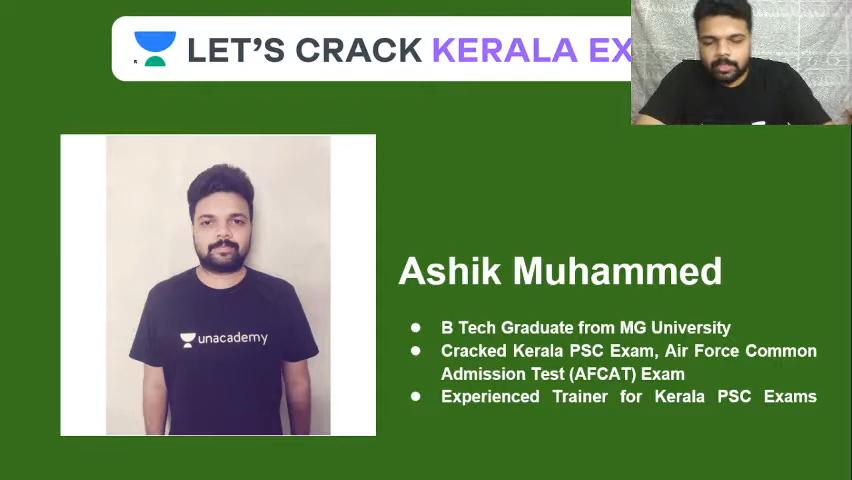 LET'S CRACK KERALA EX
unacademy
Ashik Muhammed
● B Tech Graduate from MG University
● Cracked Kerala PSC Exam, Air Force Common
Admission Test (AFCAT) Exam
● Experienced Trainer for Kerala PSC Exams